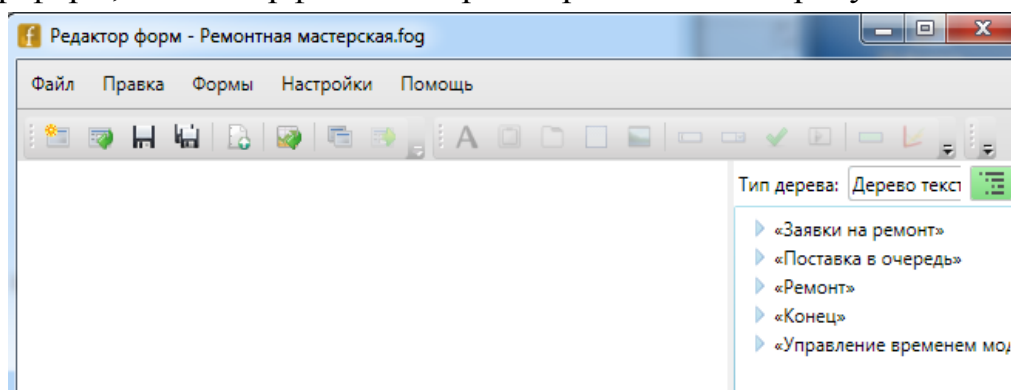 Редактор форм - Ремонтная мастерская.fog
Файл Правка Формы Настройки Помощь
Тип дерева: Дерево текст
«Заявки на ремонт»
«Поставка в очередь»
«Ремонт»
«Конец»
«Управление временем мод